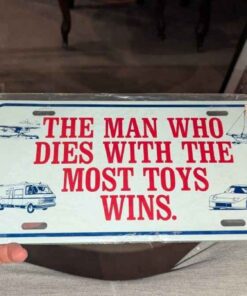 THE MAN WHO
DIES WITH THE
MOST TOYS
WINS.